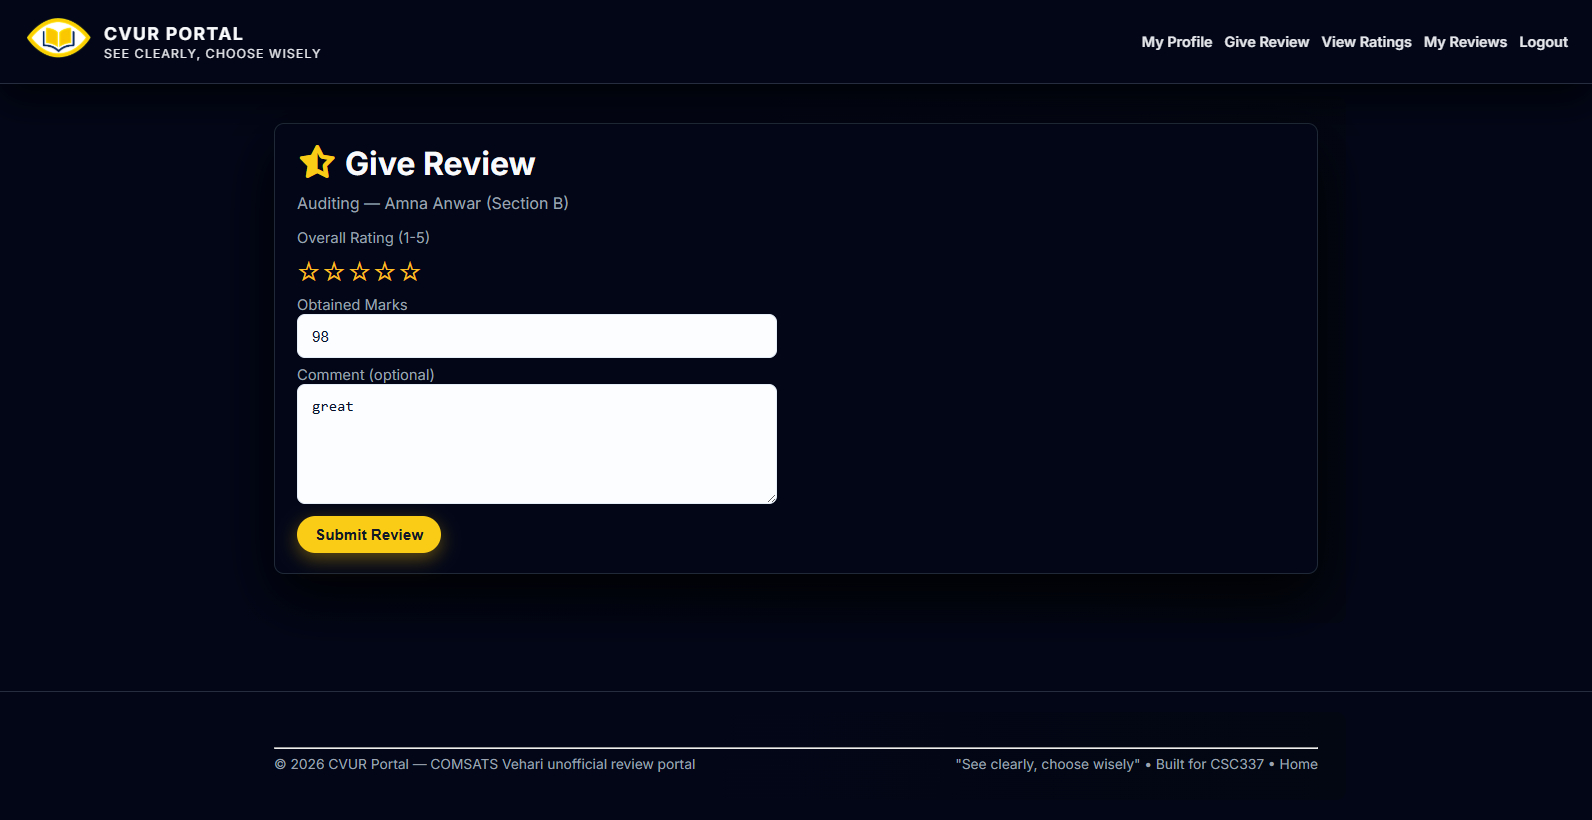 CVUR PORTAL
SEE CLEARLY, CHOOSE WISELY
My Profile Give Review View Ratings My Reviews Logout
Give Review
Auditing — Amna Anwar (Section B)
Overall Rating (1-5)
Obtained Marks
98
Comment (optional)
great
Submit Review
© 2026 CVUR Portal — COMSATS Vehari unofficial review portal
"See clearly, choose wisely" • Built for CSC337 • Home